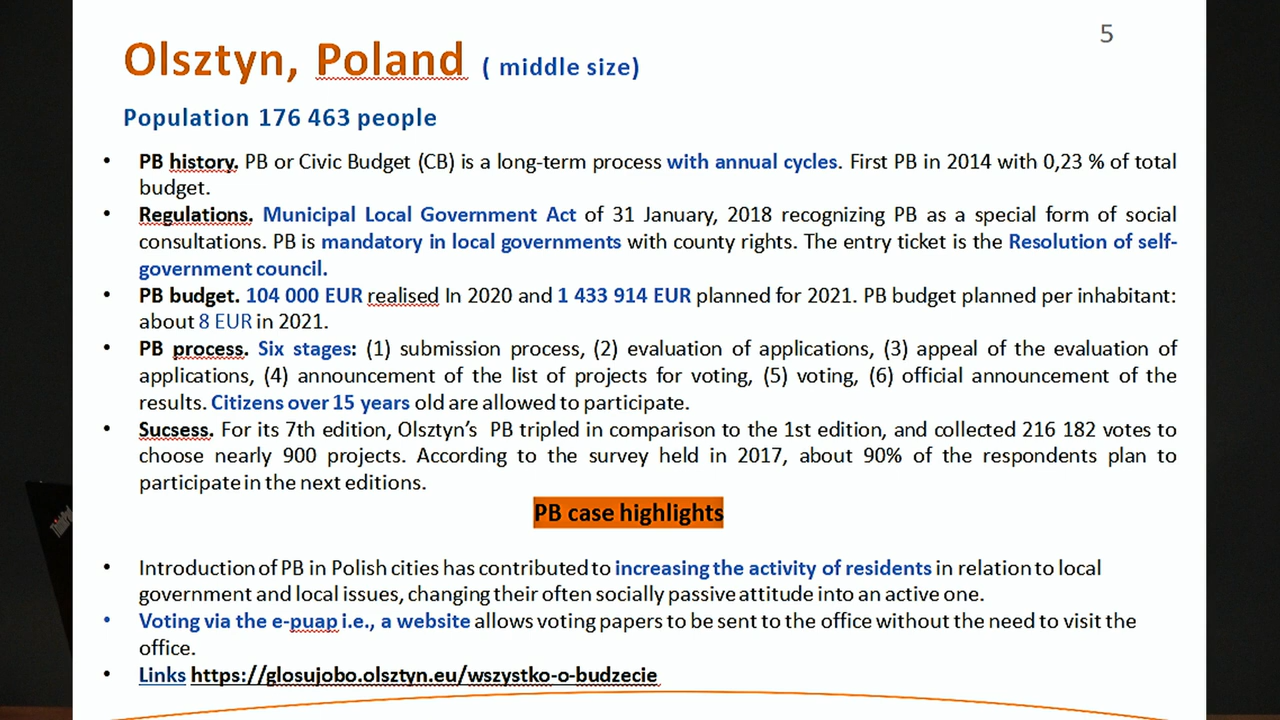 5
Olsztyn, Poland ( middle size)
Population 176 463 people
• PB history. PB or Civic Budget (CB) is a long-term process with annual cycles. First PB in 2014 with 0,23 % of total
budget.
• Regulations. Municipal Local Government Act of 31 January, 2018 recognizing PB as a special form of social
consultations. PB is mandatory in local governments with county rights. The entry ticket is the Resolution of self-
government council.
• PB budget. 104 000 EUR realised In 2020 and 1 433 914 EUR planned for 2021. PB budget planned per inhabitant:
about 8 EUR in 2021.
• PB process. Six stages: (1) submission process, (2) evaluation of applications, (3) appeal of the evaluation of
applications, (4) announcement of the list of projects for voting, (5) voting, (6) official announcement of the
results. Citizens over 15 years old are allowed to participate.
• Sucsess. For its 7th edition, Olsztyn’s PB tripled in comparison to the 1st edition, and collected 216 182 votes to
choose nearly 900 projects. According to the survey held in 2017, about 90% of the respondents plan to
participate in the next editions.
PB case highlights
• Introduction of PB in Polish cities has contributed to increasing the activity of residents in relation to local
government and local issues, changing their often socially passive attitude into an active one.
• Voting via the e-puap i.e., a website allows voting papers to be sent to the office without the need to visit the
office.
• Links https://glosujobo.olsztyn.eu/wszystko-o-budzecie
ThinkPad